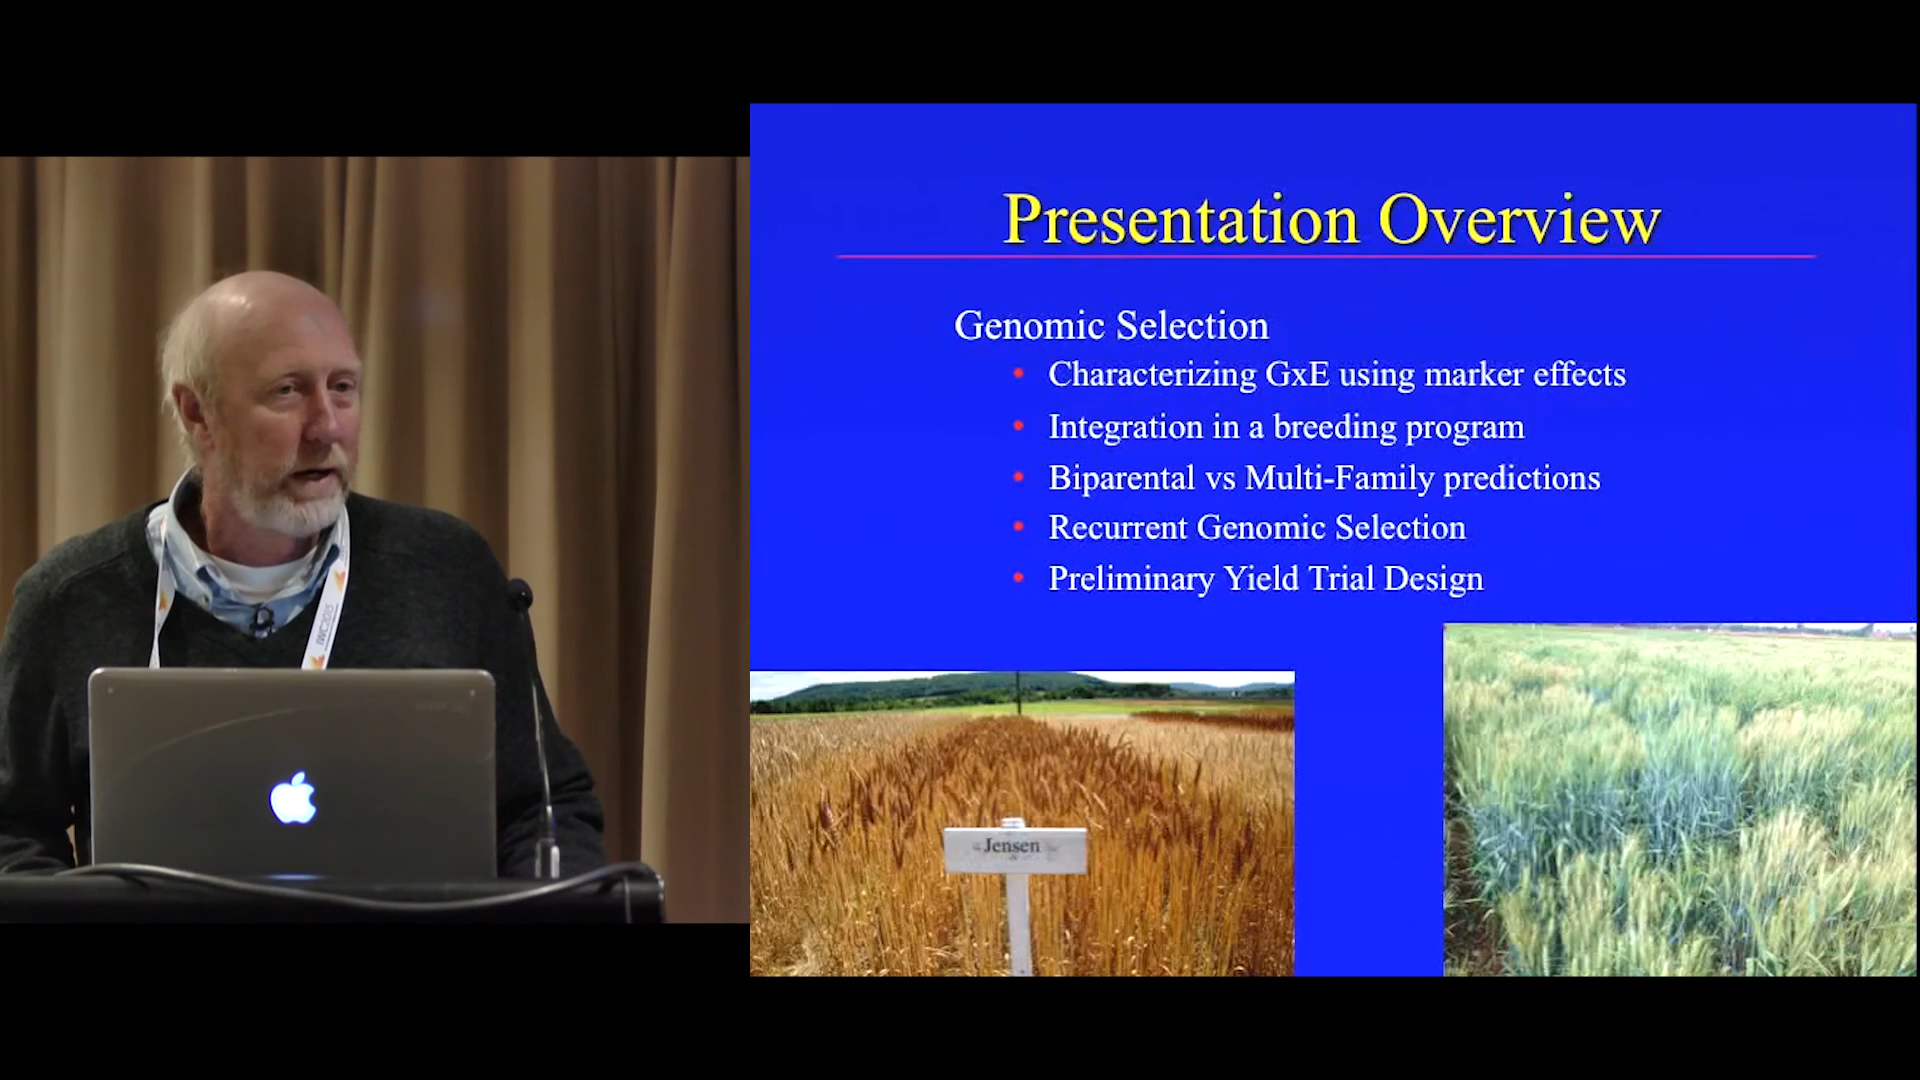 Presentation Overview
Genomic Selection
• Characterizing GxE using marker effects
• Integration in a breeding program
• Biparental vs Multi-Family predictions
• Recurrent Genomic Selection
• Preliminary Yield Trial Design
Jensen
IWC2015